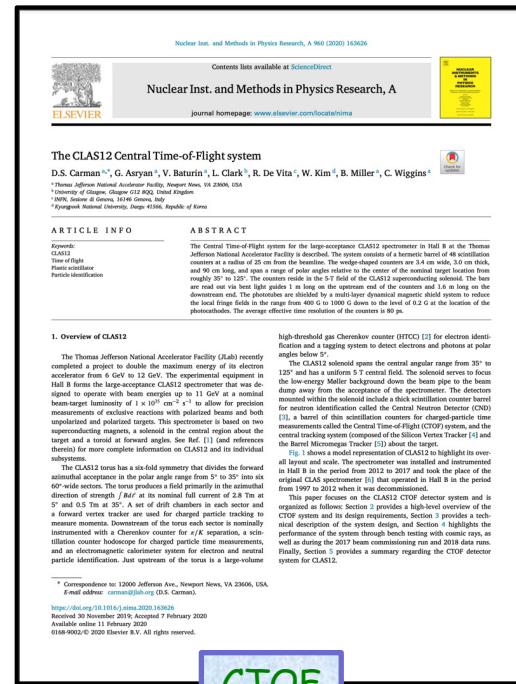 Nuclear Inst. and Methods in Physics Research, A 960 (2020) 163626
Contents lists available at ScienceDirect
Nuclear Inst. and Methods in Physics Research, A
journal homepage: www.elsevier.com/locate/nima
ELSEVIER
NUCLEAR
INSTRUMENTS
& METHODS
IN
PHYSICS
RESEARCH
The CLAS12 Central Time-of-Flight system
Check for
updates
D.S. Carman a,*, G. Asryan a, V. Baturin a, L. Clark b, R. De Vita c, W. Kim d, B. Miller a, C. Wiggins a
a Thomas Jefferson National Accelerator Facility, Newport News, VA 23606, USA
b University of Glasgow, Glasgow G12 8QQ, United Kingdom
c INFN, Sezione di Genova, 16146 Genova, Italy
d Kyungpook National University, Daegu 41566, Republic of Korea
ARTICLE INFO
Keywords:
CLAS12
Time of flight
Plastic scintillator
Particle identification
ABSTRACT
The Central Time-of-Flight system for the large-acceptance CLAS12 spectrometer in Hall B at the Thomas
Jefferson National Accelerator Facility is described. The system consists of a hermetic barrel of 48 scintillation
counters at a radius of 25 cm from the beamline. The wedge-shaped counters are 3.4 cm wide, 3.0 cm thick,
and 90 cm long, and span a range of polar angles relative to the center of the nominal target location from
roughly 35° to 125°. The counters reside in the 5-T field of the CLAS12 superconducting solenoid. The bars
are read out via bent light guides 1 m long on the upstream end of the counters and 1.6 m long on the
downstream end. The phototubes are shielded by a multi-layer dynamical magnetic shield system to reduce
the local fringe fields in the range from 400 G to 1000 G down to the level of 0.2 G at the location of the
photocathodes. The average effective time resolution of the counters is 80 ps.
1. Overview of CLAS12
The Thomas Jefferson National Accelerator Facility (JLab) recently
completed a project to double the maximum energy of its electron
accelerator from 6 GeV to 12 GeV. The experimental equipment in
Hall B forms the large-acceptance CLAS12 spectrometer that was de-
signed to operate with beam energies up to 11 GeV at a nominal
beam-target luminosity of 1 × 10³⁵ cm⁻² s⁻¹ to allow for precision
measurements of exclusive reactions with polarized beams and both
unpolarized and polarized targets. This spectrometer is based on two
superconducting magnets, a solenoid in the central region about the
target and a toroid at forward angles. See Ref. [1] (and references
therein) for more complete information on CLAS12 and its individual
subsystems.
The CLAS12 torus has a six-fold symmetry that divides the forward
azimuthal acceptance in the polar angle range from 5° to 35° into six
60°-wide sectors. The torus produces a field primarily in the azimuthal
direction of strength ∫ Bdℓ at its nominal full current of 2.8 Tm at
5° and 0.5 Tm at 35°. A set of drift chambers in each sector and
a forward vertex tracker are used for charged particle tracking to
measure momenta. Downstream of the torus each sector is nominally
instrumented with a Cherenkov counter for π/K separation, a scin-
tillation counter hodoscope for charged particle time measurements,
and an electromagnetic calorimeter system for electron and neutral
particle identification. Just upstream of the torus is a large-volume
high-threshold gas Cherenkov counter (HTCC) [2] for electron identi-
fication and a tagging system to detect electrons and photons at polar
angles below 5°.
The CLAS12 solenoid spans the central angular range from 35° to
125° and has a uniform 5 T central field. The solenoid serves to focus
the low-energy Møller background down the beam pipe to the beam
dump away from the acceptance of the spectrometer. The detectors
mounted within the solenoid include a thick scintillation counter barrel
for neutron identification called the Central Neutron Detector (CND)
[3], a barrel of thin scintillation counters for charged-particle time
measurements called the Central Time-of-Flight (CTOF) system, and the
central tracking system (composed of the Silicon Vertex Tracker [4] and
the Barrel Micromegas Tracker [5]) about the target.
Fig. 1 shows a model representation of CLAS12 to highlight its over-
all layout and scale. The spectrometer was installed and instrumented
in Hall B in the period from 2012 to 2017 and took the place of the
original CLAS spectrometer [6] that operated in Hall B in the period
from 1997 to 2012 when it was decommissioned.
This paper focuses on the CLAS12 CTOF detector system and is
organized as follows: Section 2 provides a high-level overview of the
CTOF system and its design requirements, Section 3 provides a tech-
nical description of the system design, and Section 4 highlights the
performance of the system through bench testing with cosmic rays, as
well as during the 2017 beam commissioning run and 2018 data runs.
Finally, Section 5 provides a summary regarding the CTOF detector
system for CLAS12.
* Correspondence to: 12000 Jefferson Ave., Newport News, VA 23606, USA.
E-mail address: carman@jlab.org (D.S. Carman).
https://doi.org/10.1016/j.nima.2020.163626
Received 30 November 2019; Accepted 7 February 2020
Available online 11 February 2020
0168-9002/© 2020 Elsevier B.V. All rights reserved.
CTOF